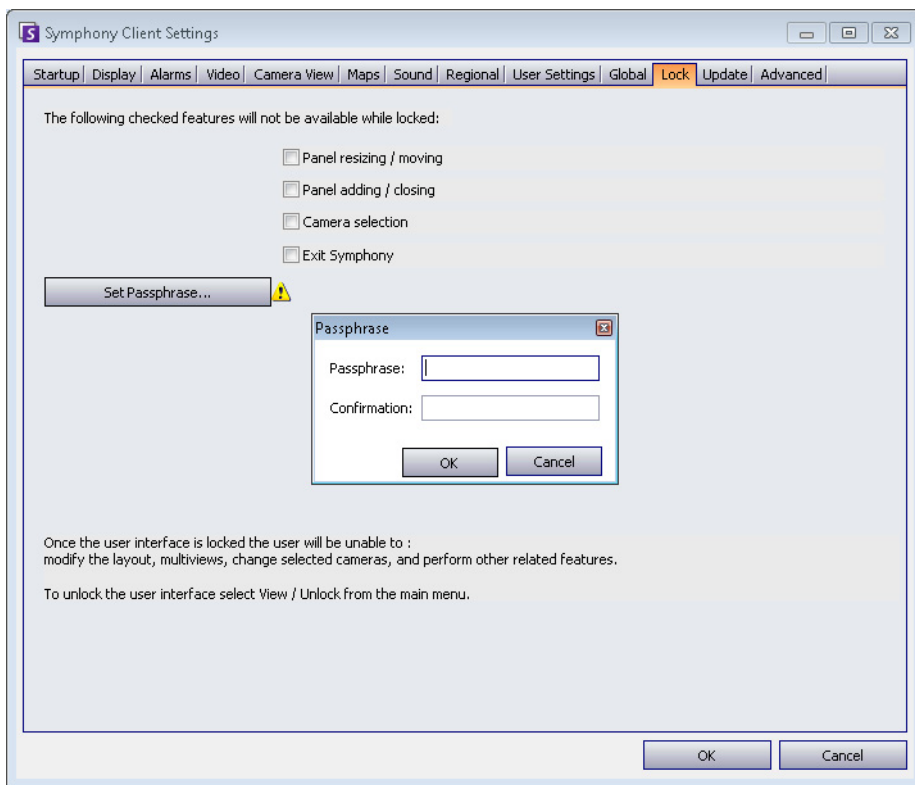 S Symphony Client Settings
Startup Display Alarms Video Camera View Maps Sound Regional User Settings Global Lock Update Advanced
The following checked features will not be available while locked:
Panel resizing / moving
Panel adding / closing
Camera selection
Exit Symphony
Set Passphrase...
Passphrase
Passphrase:
Confirmation:
OK Cancel
Once the user interface is locked the user will be unable to :
modify the layout, multiviews, change selected cameras, and perform other related features.
To unlock the user interface select View / Unlock from the main menu.
OK Cancel